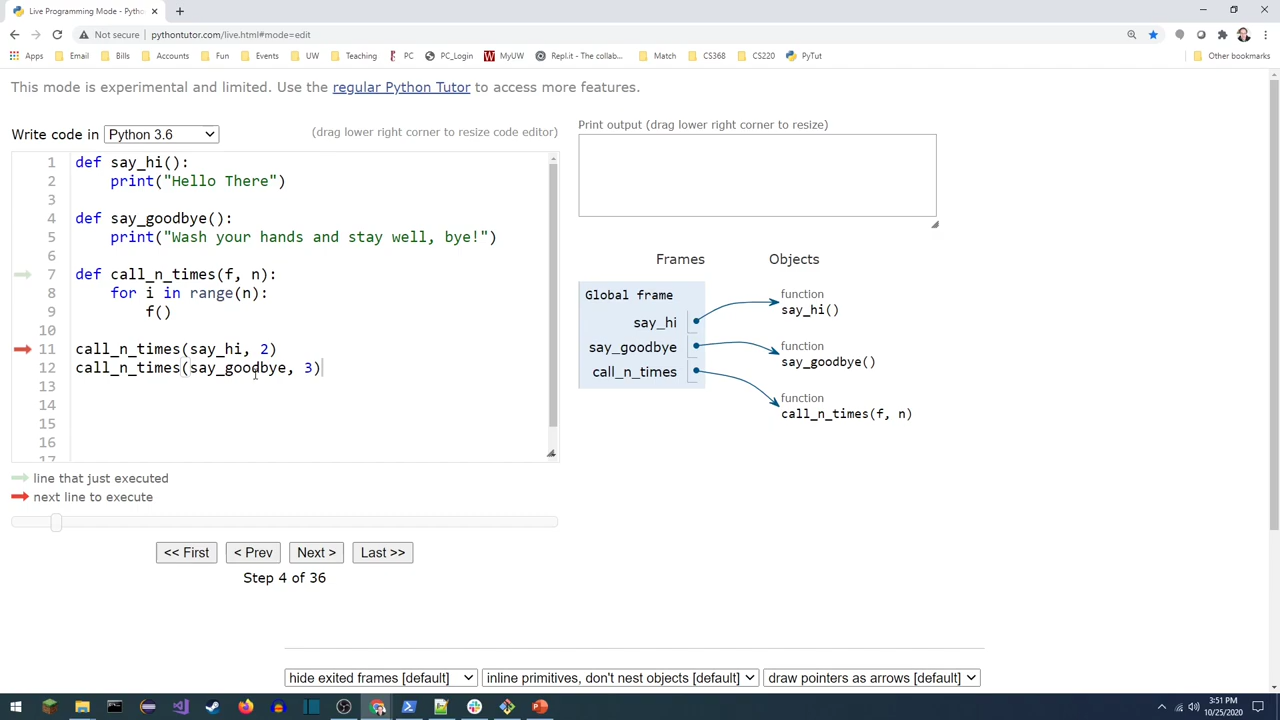 Live Programming Mode - Pytho
Not secure | pythontutor.com/live.html#mode=edit
Apps Email Bills Accounts Fun Events UW Teaching PC PC_Login MyUW Repl.it - The collab... Match CS368 CS220 PyTut Other bookmarks
This mode is experimental and limited. Use the regular Python Tutor to access more features.
Write code in Python 3.6 (drag lower right corner to resize code editor)
1 def say_hi():
2 print("Hello There")
3
4 def say_goodbye():
5 print("Wash your hands and stay well, bye!")
6
7 def call_n_times(f, n):
8 for i in range(n):
9 f()
10
11 call_n_times(say_hi, 2)
12 call_n_times(say_goodbye, 3)
13
14
15
16
17
line that just executed
next line to execute
<< First < Prev Next > Last >>
Step 4 of 36
Print output (drag lower right corner to resize)
Frames Objects
Global frame
say_hi
say_goodbye
call_n_times
function
say_hi()
function
say_goodbye()
function
call_n_times(f, n)
hide exited frames [default] inline primitives, don't nest objects [default] draw pointers as arrows [default]
3:51 PM
10/25/2020